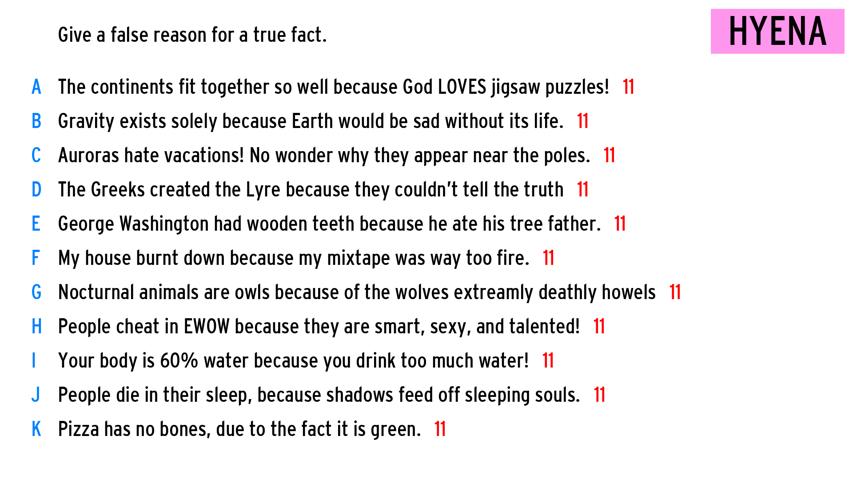 Give a false reason for a true fact.
HYENA
A The continents fit together so well because God LOVES jigsaw puzzles! 11
B Gravity exists solely because Earth would be sad without its life. 11
C Auroras hate vacations! No wonder why they appear near the poles. 11
D The Greeks created the Lyre because they couldn't tell the truth 11
E George Washington had wooden teeth because he ate his tree father. 11
F My house burnt down because my mixtape was way too fire. 11
G Nocturnal animals are owls because of the wolves extreamly deathly howels 11
H People cheat in EWOW because they are smart, sexy, and talented! 11
I Your body is 60% water because you drink too much water! 11
J People die in their sleep, because shadows feed off sleeping souls. 11
K Pizza has no bones, due to the fact it is green. 11